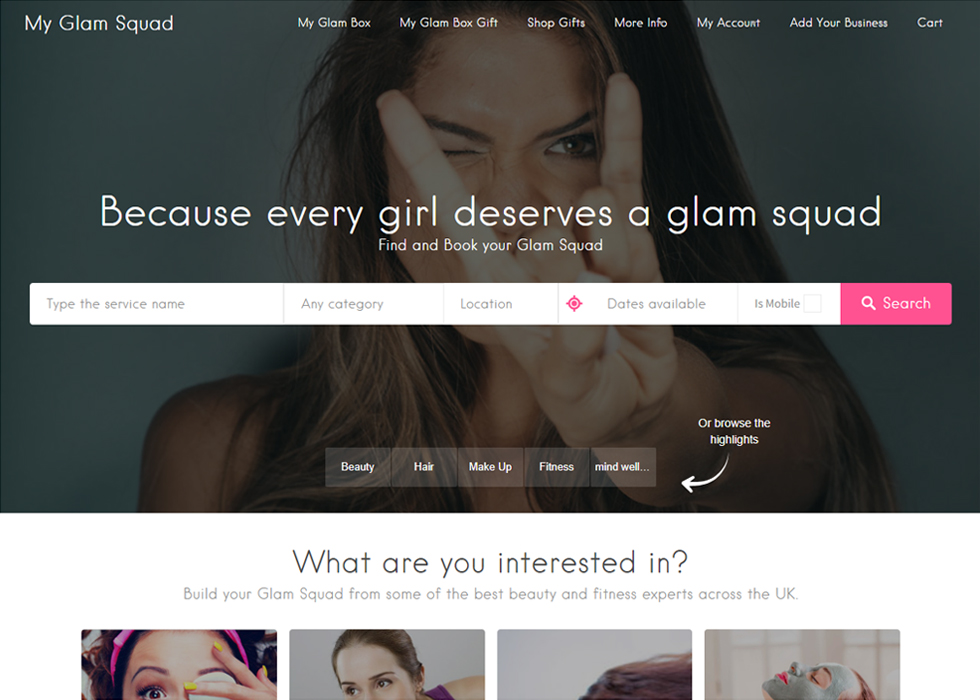 My Glam Squad
My Glam Box
My Glam Box Gift
Shop Gifts
More Info
My Account
Add Your Business
Cart
Because every girl deserves a glam squad
Find and Book your Glam Squad
Type the service name
Any category
Location
Dates available
Is Mobile
Search
Or browse the
highlights
Beauty
Hair
Make Up
Fitness
mind well...
What are you interested in?
Build your Glam Squad from some of the best beauty and fitness experts across the UK.